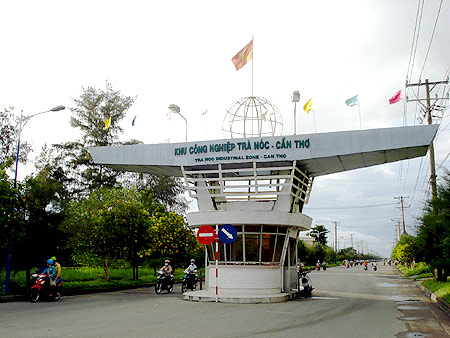 KHU CÔNG NGHIỆP TRÀ NÓC - CẦN THƠ
TRA NOC INDUSTRIAL ZONE - CAN THO